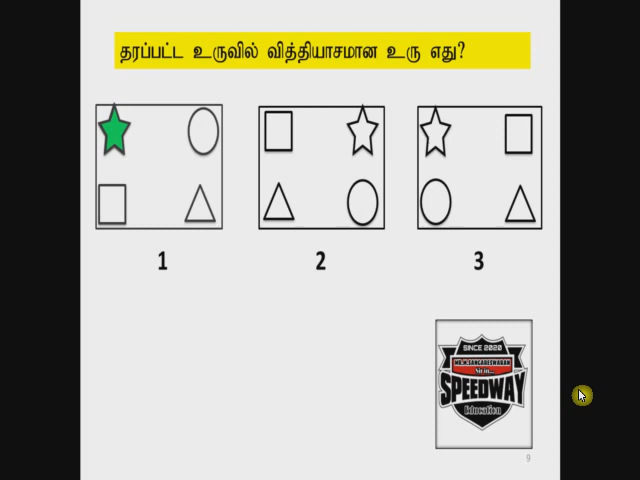 தரப்பட்ட உருவில் வித்தியாசமான உரு எது?
1 2 3
SINCE 2020
SPEEDWAY
Education
9